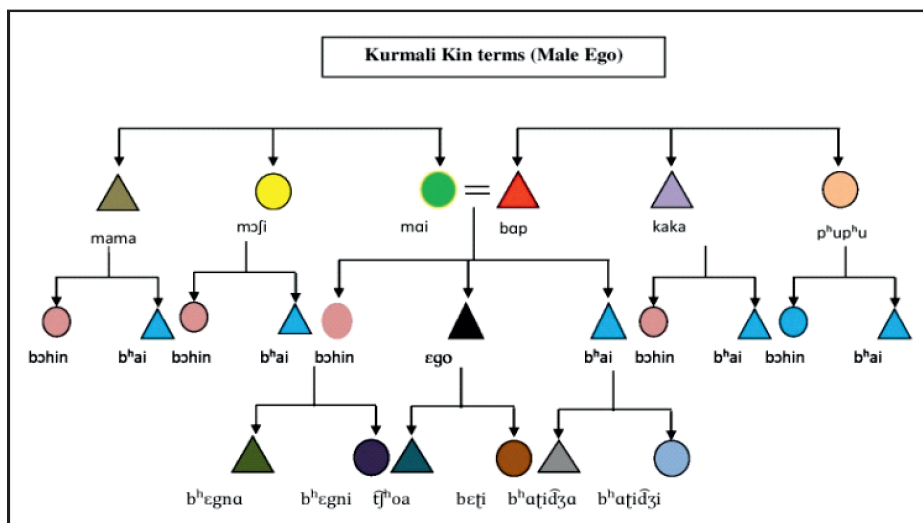 Kurmali Kin terms (Male Ego)
mama mɔʃi mɑi bɑp kaka pʰupʰu
bɔhin bʰai bɔhin bʰai bɔhin ɛgo bʰai bɔhin bʰai bɔhin bʰai
bʰɛgnɑ bʰɛgni t͡ʃʰoa bɛʈi bʰɑʈid͡ʒɑ bʰɑʈid͡ʒi